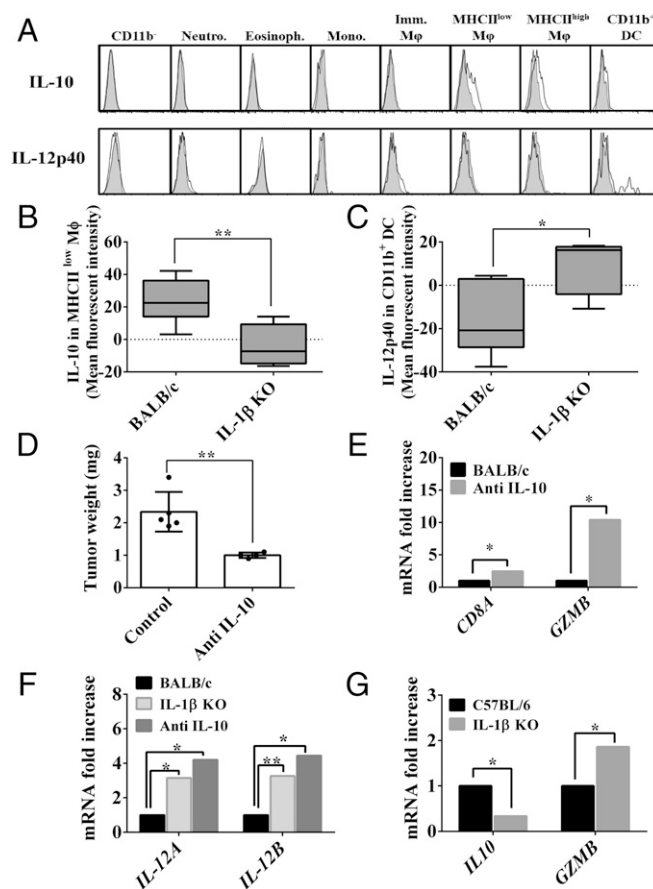 A
CD11b-
Neutro.
Eosinoph.
Mono.
Imm. Mφ
MHCII^low Mφ
MHCII^high Mφ
CD11b+ DC
IL-10
IL-12p40
B
IL-10 in MHCII^low Mϕ
(Mean fluorescent intensity)
60
40
20
0
-20
**
BALB/c
IL-1β KO
C
IL-12p40 in CD11b+ DC
(Mean fluorescent intensity)
20
0
-20
-40
*
BALB/c
IL-1β KO
D
Tumor weight (mg)
4
3
2
1
0
**
Control
Anti IL-10
E
mRNA fold increase
15
10
5
0
BALB/c
Anti IL-10
*
*
CD8A
GZMB
F
mRNA fold increase
8
6
4
2
0
BALB/c
IL-1β KO
Anti IL-10
*
*
*
**
IL-12A
IL-12B
G
mRNA fold increase
3
2
1
0
C57BL/6
IL-1β KO
*
*
IL10
GZMB